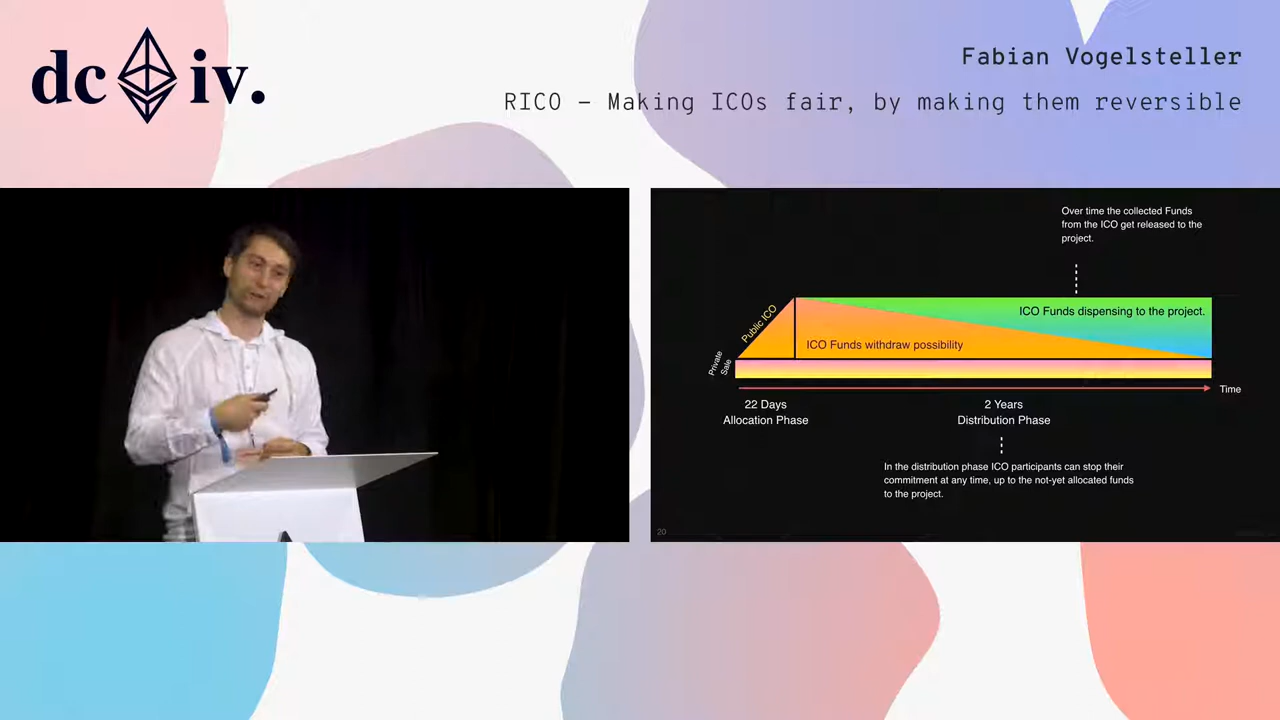 dc iv.
Fabian Vogelsteller
RICO – Making ICOs fair, by making them reversible
Over time the collected Funds
from the ICO get released to the
project.
Public ICO
ICO Funds dispensing to the project.
ICO Funds withdraw possibility
Private
Sale
Time
22 Days
Allocation Phase
2 Years
Distribution Phase
In the distribution phase ICO participants can stop their
commitment at any time, up to the not-yet allocated funds
to the project.
20